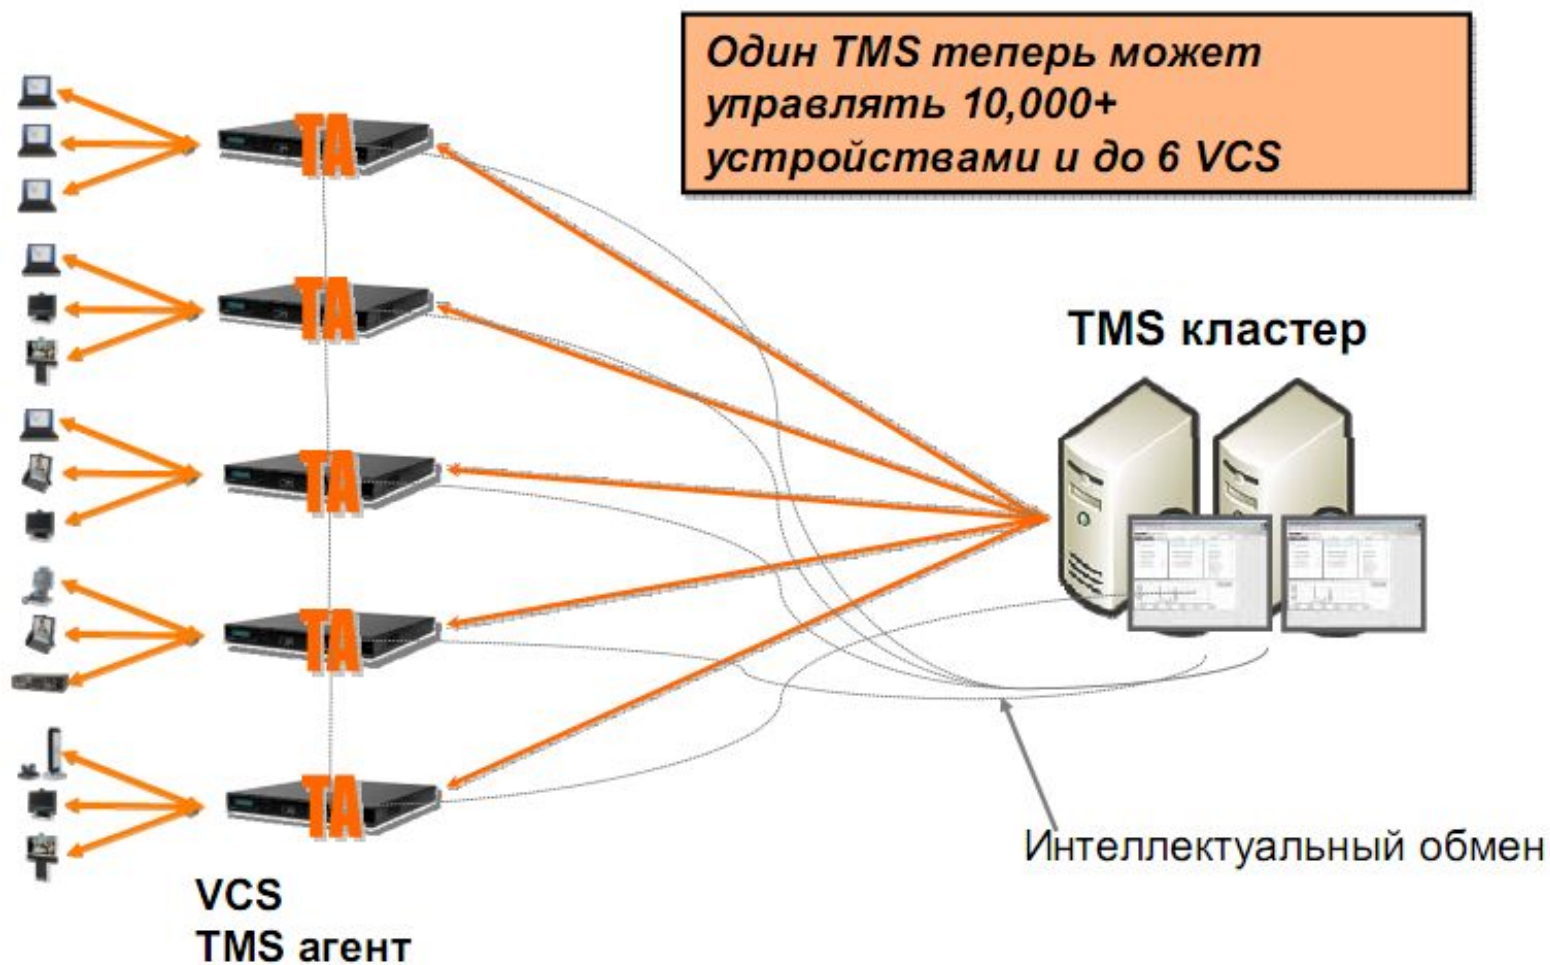 Один TMS теперь может
управлять 10,000+
устройствами и до 6 VCS
TA
TA
TMS кластер
TA
TA
TA
Интеллектуальный обмен
VCS
TMS агент